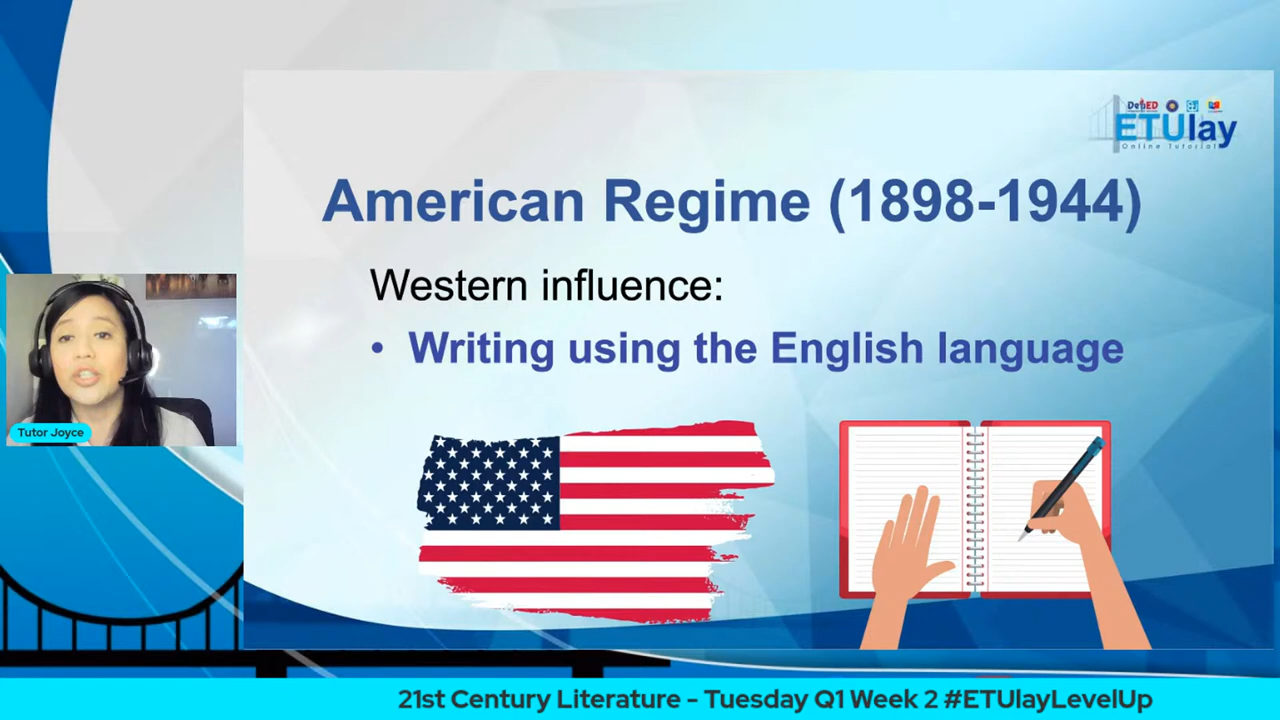 DepED
ETUlay
Online Tutorial
American Regime (1898-1944)
Western influence:
• Writing using the English language
Tutor Joyce
21st Century Literature - Tuesday Q1 Week 2 #ETUlayLevelUp